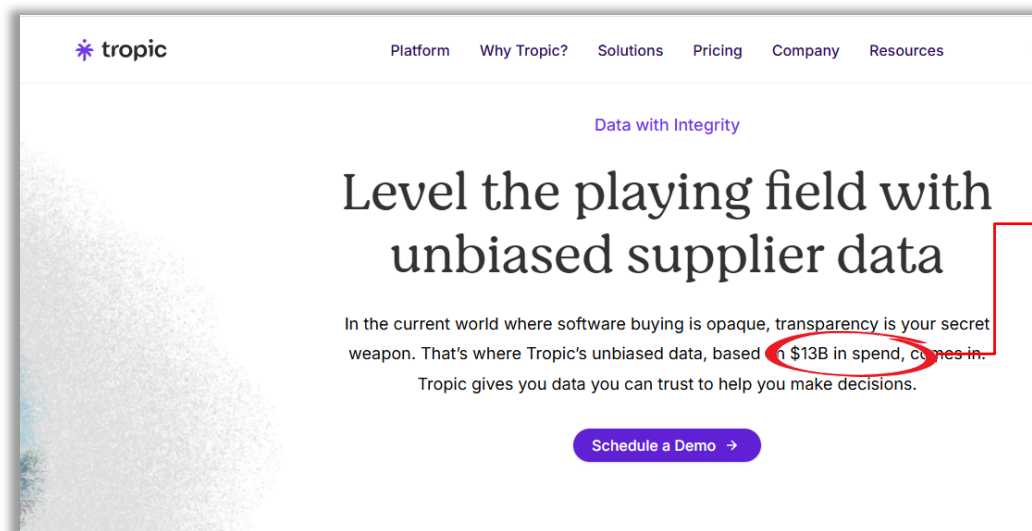 tropic
Platform Why Tropic? Solutions Pricing Company Resources
Data with Integrity
Level the playing field with
unbiased supplier data
In the current world where software buying is opaque, transparency is your secret
weapon. That's where Tropic's unbiased data, based on $13B in spend, comes in.
Tropic gives you data you can trust to help you make decisions.
Schedule a Demo →